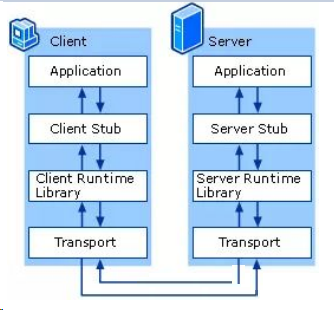 Client
Application
Client Stub
Client Runtime
Library
Transport
Server
Application
Server Stub
Server Runtime
Library
Transport